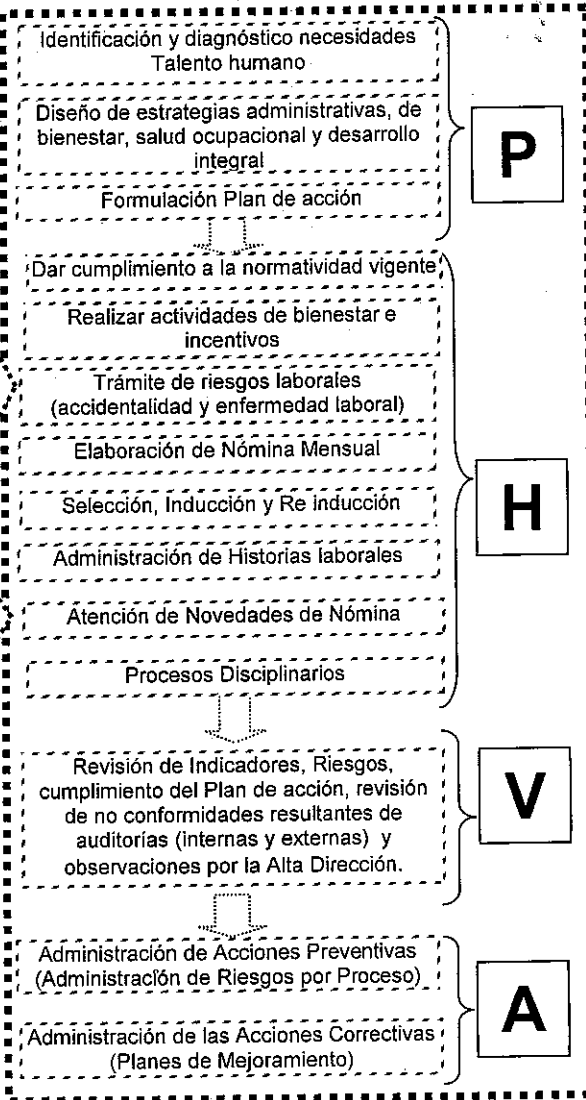 Identificación y diagnóstico necesidades
Talento humano
Diseño de estrategias administrativas, de
bienestar, salud ocupacional y desarrollo
integral
Formulación Plan de acción
P
Dar cumplimiento a la normatividad vigente
Realizar actividades de bienestar e
incentivos
Trámite de riesgos laborales
(accidentalidad y enfermedad laboral)
Elaboración de Nómina Mensual
Selección, Inducción y Re inducción
Administración de Historias laborales
Atención de Novedades de Nómina
Procesos Disciplinarios
H
Revisión de Indicadores, Riesgos,
cumplimiento del Plan de acción, revisión
de no conformidades resultantes de
auditorías (internas y externas) y
observaciones por la Alta Dirección.
V
Administración de Acciones Preventivas
(Administración de Riesgos por Proceso)
Administración de las Acciones Correctivas
(Planes de Mejoramiento)
A